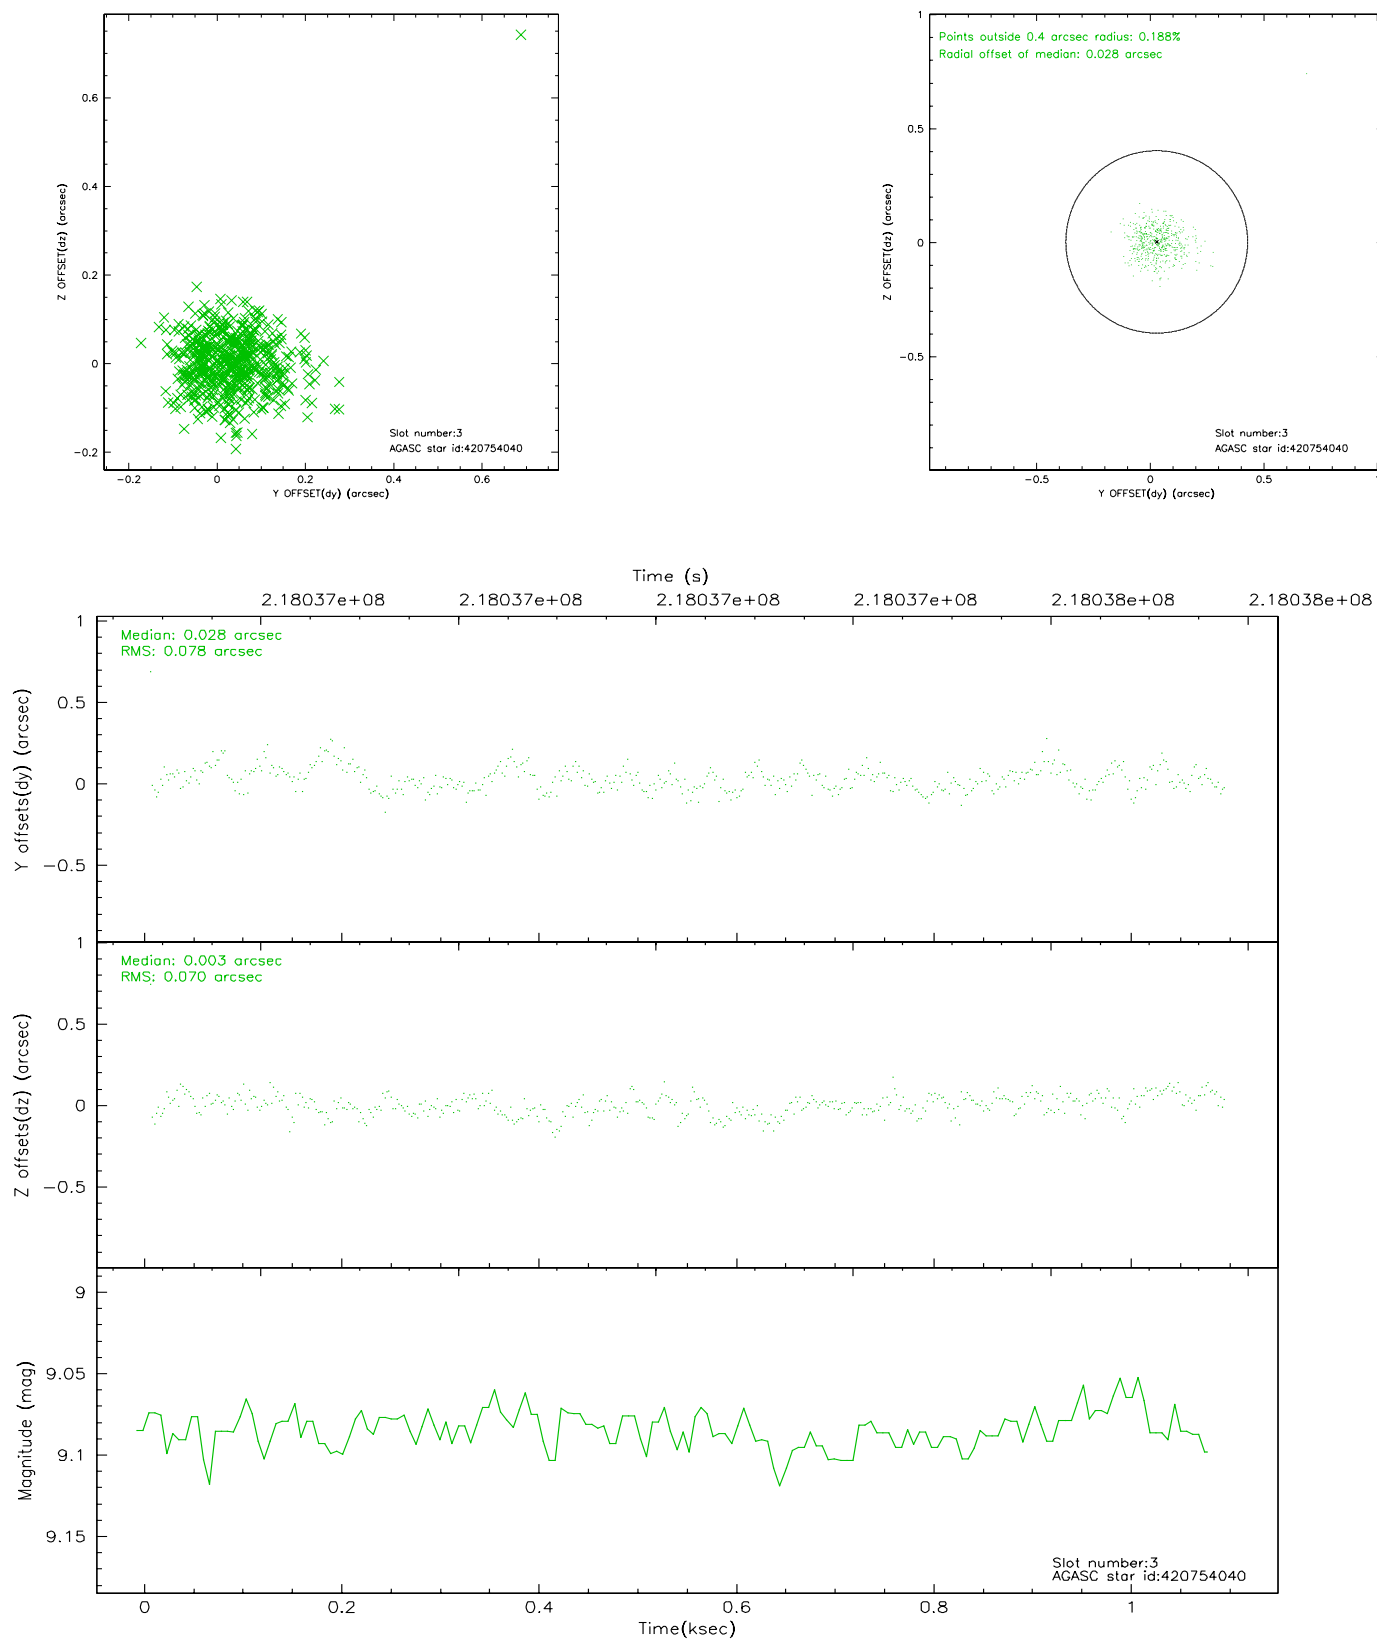 0.6
0.4
0.2
0
−0.2
−0.2
0
0.2
0.4
0.6
Z OFFSET(dz) (arcsec)
Y OFFSET(dy) (arcsec)
Slot number:3
AGASC star id:420754040
Points outside 0.4 arcsec radius: 0.188%
Radial offset of median: 0.028 arcsec
1
0.5
0
−0.5
−0.5
0
0.5
1
Z OFFSET(dz) (arcsec)
Y OFFSET(dy) (arcsec)
Slot number:3
AGASC star id:420754040
Time (s)
2.18037e+08 2.18037e+08 2.18037e+08 2.18037e+08 2.18038e+08 2.18038e+08
Median: 0.028 arcsec
RMS: 0.078 arcsec
1
0.5
0
−0.5
Y offsets(dy) (arcsec)
Median: 0.003 arcsec
RMS: 0.070 arcsec
1
0.5
0
−0.5
Z offsets(dz) (arcsec)
9
9.05
9.1
9.15
Magnitude (mag)
Slot number:3
AGASC star id:420754040
0 0.2 0.4 0.6 0.8 1
Time(ksec)